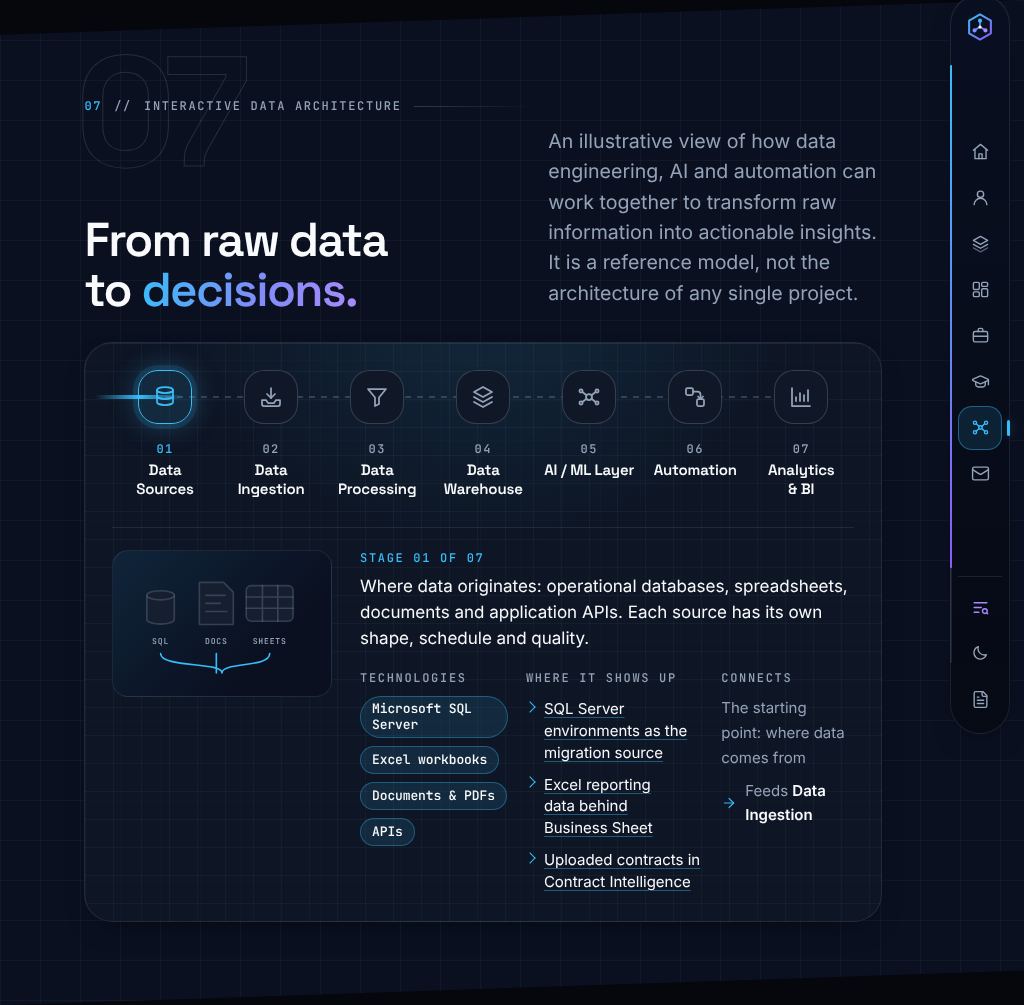 07
07 // INTERACTIVE DATA ARCHITECTURE
From raw data
to decisions.
An illustrative view of how data
engineering, AI and automation can
work together to transform raw
information into actionable insights.
It is a reference model, not the
architecture of any single project.
01
Data
Sources
02
Data
Ingestion
03
Data
Processing
04
Data
Warehouse
05
AI / ML Layer
06
Automation
07
Analytics
& BI
SQL
DOCS
SHEETS
STAGE 01 OF 07
Where data originates: operational databases, spreadsheets,
documents and application APIs. Each source has its own
shape, schedule and quality.
TECHNOLOGIES
Microsoft SQL
Server
Excel workbooks
Documents & PDFs
APIs
WHERE IT SHOWS UP
SQL Server
environments as the
migration source
Excel reporting
data behind
Business Sheet
Uploaded contracts in
Contract Intelligence
CONNECTS
The starting
point: where data
comes from
Feeds Data
Ingestion